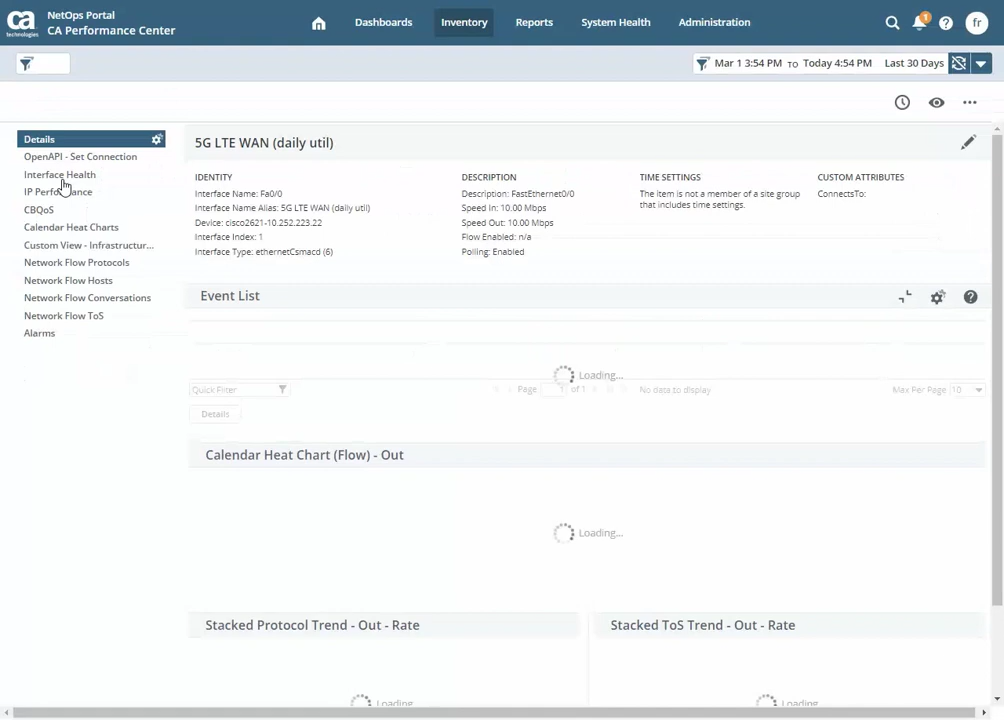 ca
technologies
NetOps Portal
CA Performance Center
Dashboards
Inventory
Reports
System Health
Administration
1
fr
Mar 1 3:54 PM TO Today 4:54 PM
Last 30 Days
Details
OpenAPI - Set Connection
Interface Health
IP Performance
CBQoS
Calendar Heat Charts
Custom View - Infrastructur...
Network Flow Protocols
Network Flow Hosts
Network Flow Conversations
Network Flow ToS
Alarms
5G LTE WAN (daily util)
IDENTITY
Interface Name: Fa0/0
Interface Name Alias: 5G LTE WAN (daily util)
Device: cisco2621-10.252.223.22
Interface Index: 1
Interface Type: ethernetCsmacd (6)
DESCRIPTION
Description: FastEthernet0/0
Speed In: 10.00 Mbps
Speed Out: 10.00 Mbps
Flow Enabled: n/a
Polling: Enabled
TIME SETTINGS
The item is not a member of a site group
that includes time settings.
CUSTOM ATTRIBUTES
ConnectsTo:
Event List
Loading...
Quick Filter
Page 1 of 1
No data to display
Max Per Page 10
Details
Calendar Heat Chart (Flow) - Out
Loading...
Stacked Protocol Trend - Out - Rate
Loading...
Stacked ToS Trend - Out - Rate
Loading...